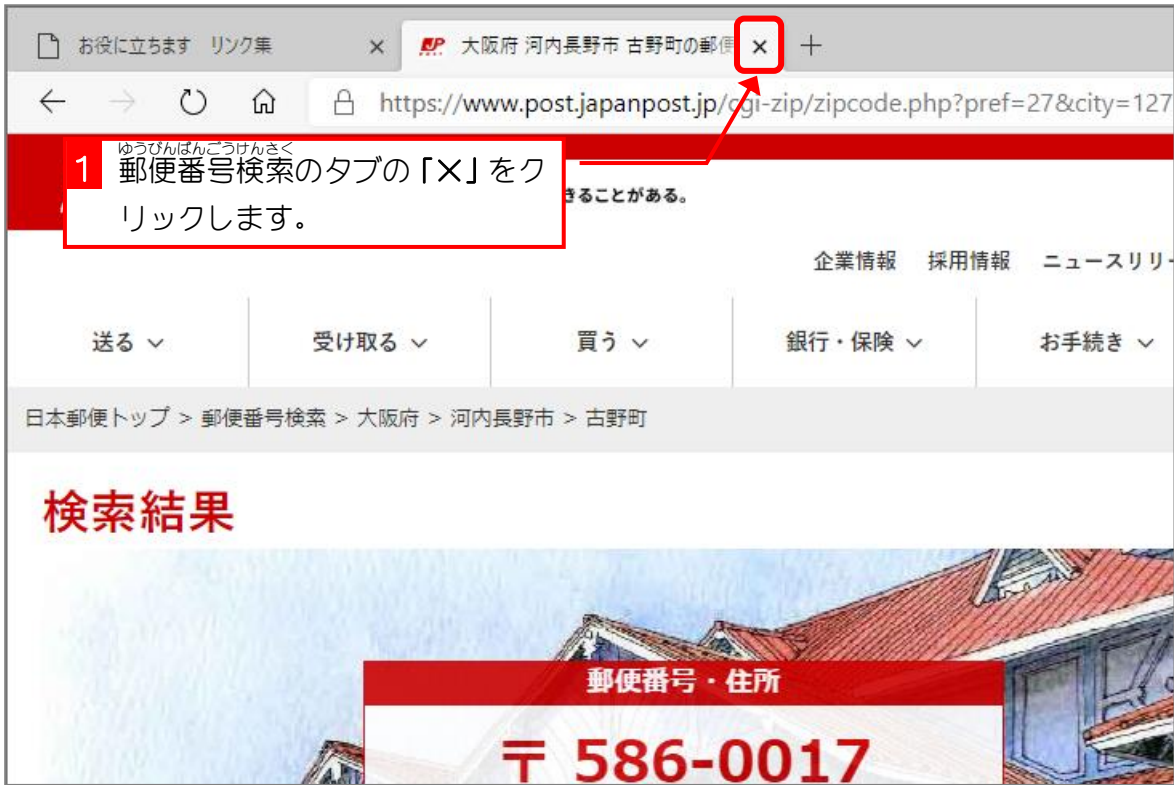 お役に立ちます リンク集
大阪府 河内長野市 古野町の郵
https://www.post.japanpost.jp/cgi-zip/zipcode.php?pref=27&city=127
1 郵便番号検索のタブの「×」をク
ゆうびんばんごうけんさく
リックします。
きることがある。
企業情報 採用情報 ニュースリリ
送る 受け取る 買う 銀行・保険 お手続き
日本郵便トップ > 郵便番号検索 > 大阪府 > 河内長野市 > 古野町
検索結果
郵便番号・住所
〒 586-0017